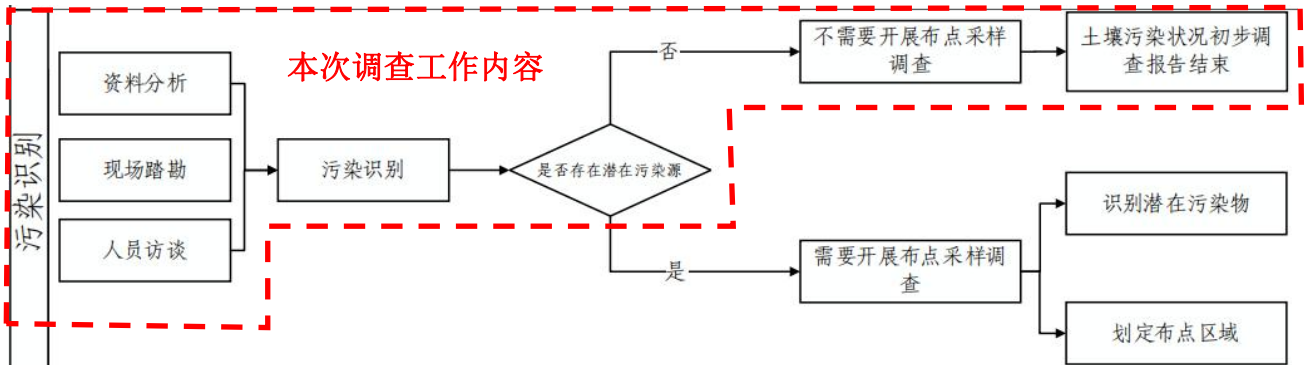 污染识别
本次调查工作内容
资料分析
现场踏勘
人员访谈
污染识别
是否存在潜在污染源
否
不需要开展布点采样
调查
土壤污染状况初步调
查报告结束
是
需要开展布点采样调
查
识别潜在污染物
划定布点区域